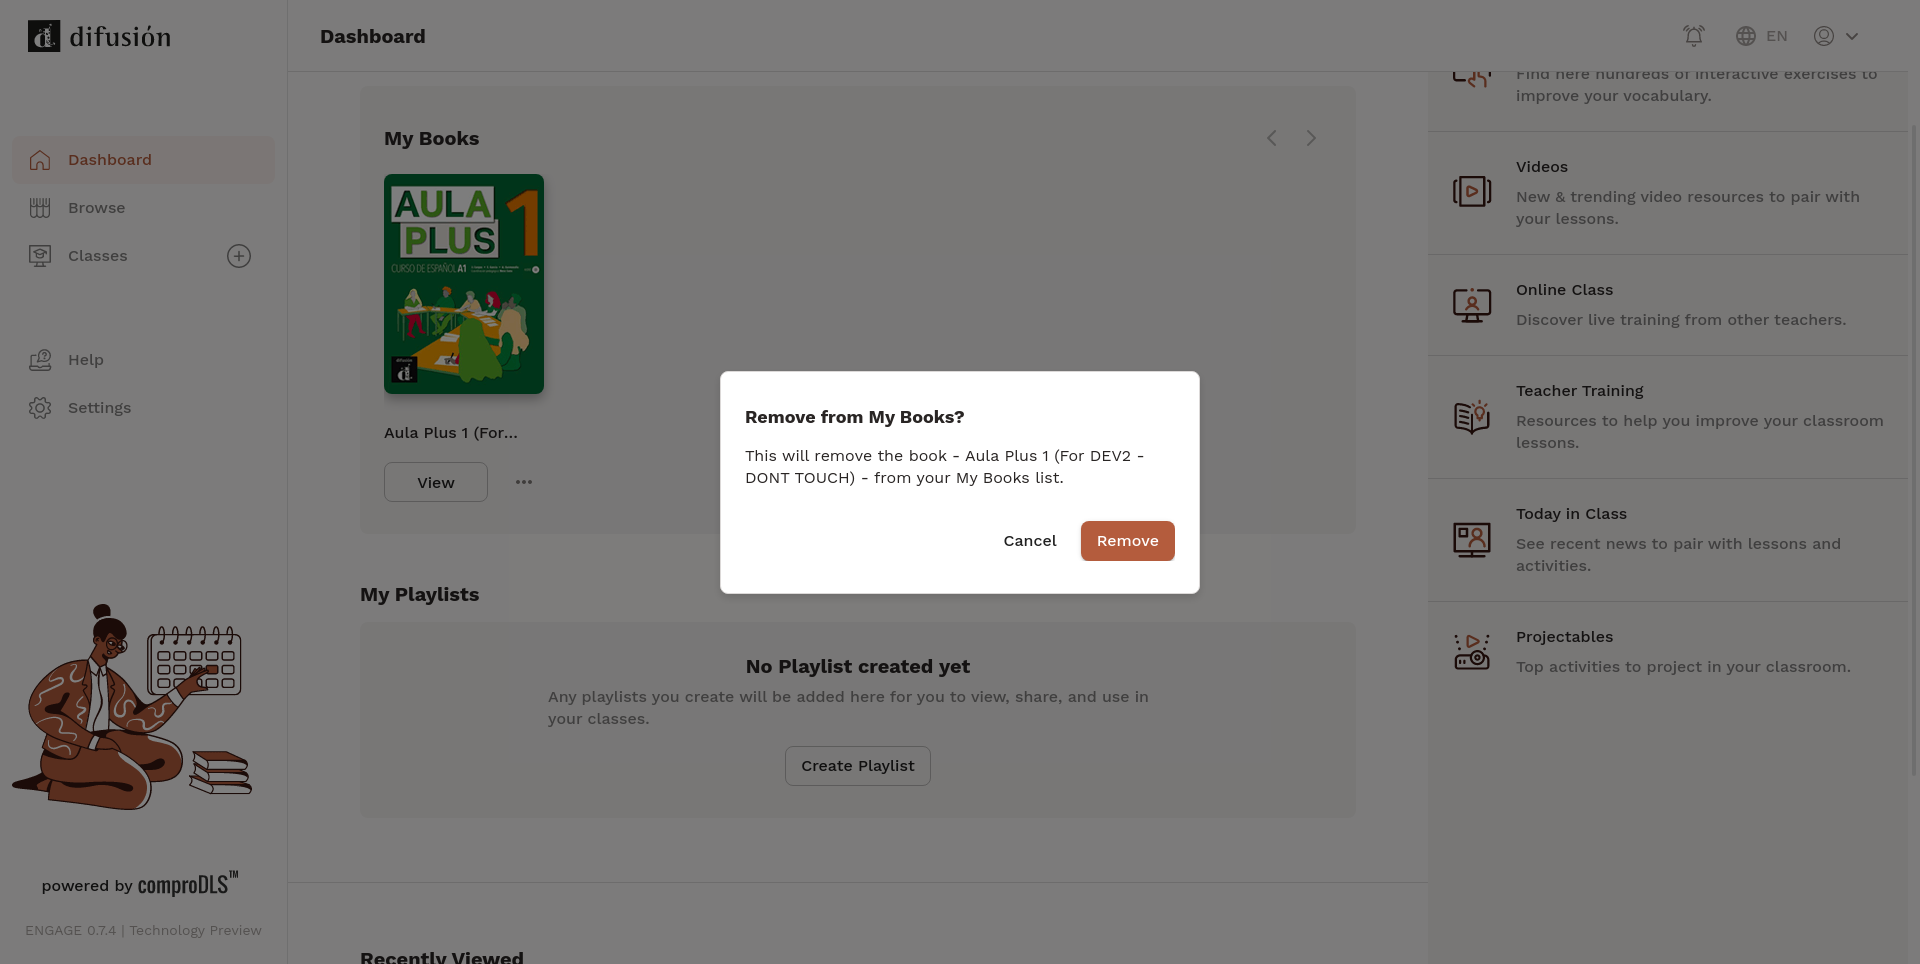 difusión
Dashboard
EN
Dashboard
Browse
Classes
Help
Settings
powered by comproDLS™
ENGAGE 0.7.4 | Technology Preview
My Books
AULA
PLUS 1
CURSO DE ESPAÑOL A1
difusión
Aula Plus 1 (For...
View
My Playlists
No Playlist created yet
Any playlists you create will be added here for you to view, share, and use in
your classes.
Create Playlist
Recently Viewed
Remove from My Books?
This will remove the book - Aula Plus 1 (For DEV2 -
DONT TOUCH) - from your My Books list.
Cancel
Remove
Find here hundreds of interactive exercises to
improve your vocabulary.
Videos
New & trending video resources to pair with
your lessons.
Online Class
Discover live training from other teachers.
Teacher Training
Resources to help you improve your classroom
lessons.
Today in Class
See recent news to pair with lessons and
activities.
Projectables
Top activities to project in your classroom.